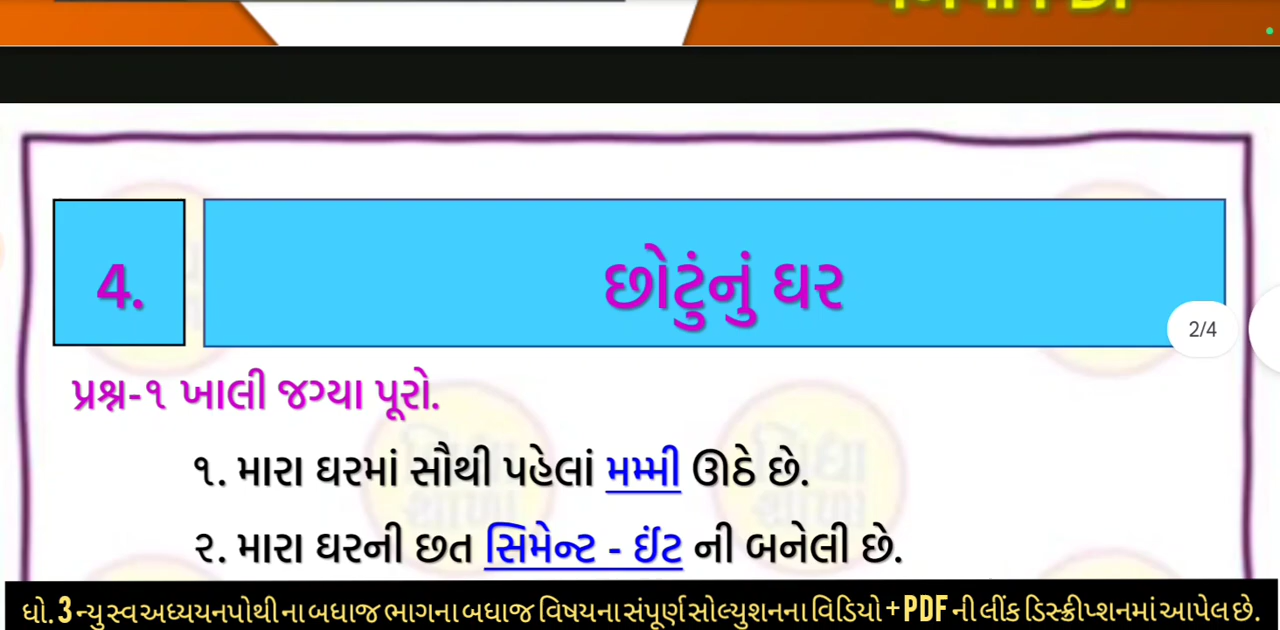 4.
છોટુંનું ઘર
2/4
પ્રશ્ન-૧ ખાલી જગ્યા પૂરો.
૧. મારા ઘરમાં સૌથી પહેલાં મમ્મી ઊઠે છે.
૨. મારા ઘરની છત સિમેન્ટ - ઈંટ ની બનેલી છે.
ધો. 3 ન્યુ સ્વઅધ્યયનપોથી ના બધાજ ભાગના બધાજ વિષયના સંપૂર્ણ સોલ્યુશનના વિડિયો + PDF ની લીંક ડિસ્ક્રીપ્શનમાં આપેલ છે.